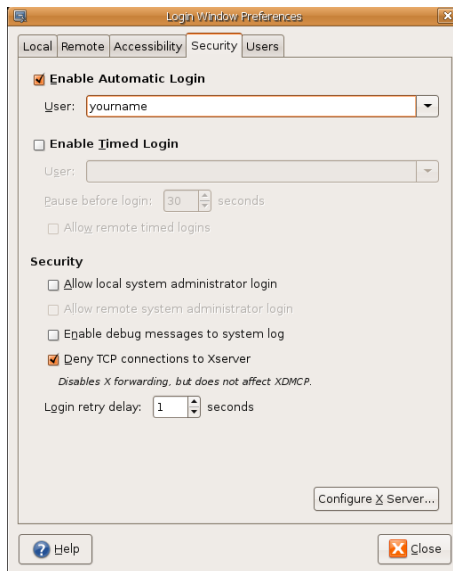 Login Window Preferences
Local Remote Accessibility Security Users
Enable Automatic Login
User: yourname
Enable Timed Login
User:
Pause before login: 30 seconds
Allow remote timed logins
Security
Allow local system administrator login
Allow remote system administrator login
Enable debug messages to system log
Deny TCP connections to Xserver
Disables X forwarding, but does not affect XDMCP.
Login retry delay: 1 seconds
Configure X Server...
Help Close